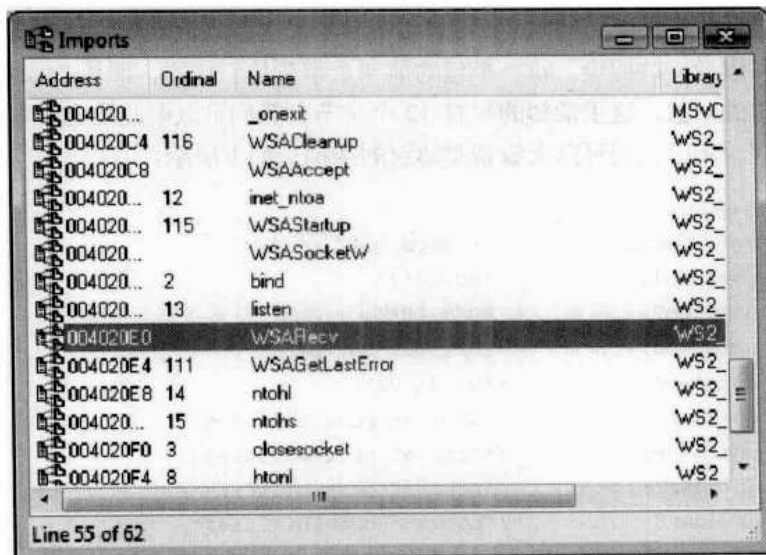 Imports
Address Ordinal Name Library
004020... _onexit MSVC
004020C4 116 WSACleanup WS2_
004020C8 WSAAccept WS2_
004020... 12 inet_ntoa WS2_
004020... 115 WSAStartup WS2_
004020... WSASocketW WS2_
004020... 2 bind WS2_
004020... 13 listen WS2_
004020E0 WSARecv WS2_
004020E4 111 WSAGetLastError WS2_
004020E8 14 ntohl WS2_
004020... 15 ntohs WS2_
004020F0 3 closesocket WS2_
004020F4 8 htonl WS2_
Line 55 of 62